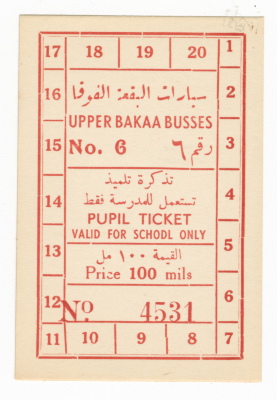 17 18 19 20 1
16 سيارات البقعة الفوقا 2
UPPER BAKAA BUSSES
No. 6 رقم ٦ 3
15
تذكرة تلميذ
14 تستعمل للمدرسة فقط 4
PUPIL TICKET
VALID FOR SCHOOL ONLY
13 القيمة ١٠٠ مل 5
Price 100 mils
12 No 4531 6
11 10 9 8 7